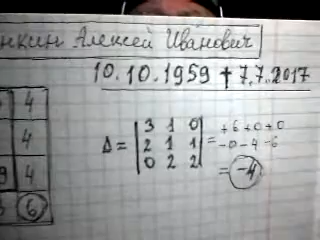 нкин Алексей Иванович
10.10.1959 † 7.7.2017
4
4
9 4
6
Δ = | 3 1 0 | = +6+0+0
| 2 1 1 | -0-4-6
| 0 2 2 | = -4